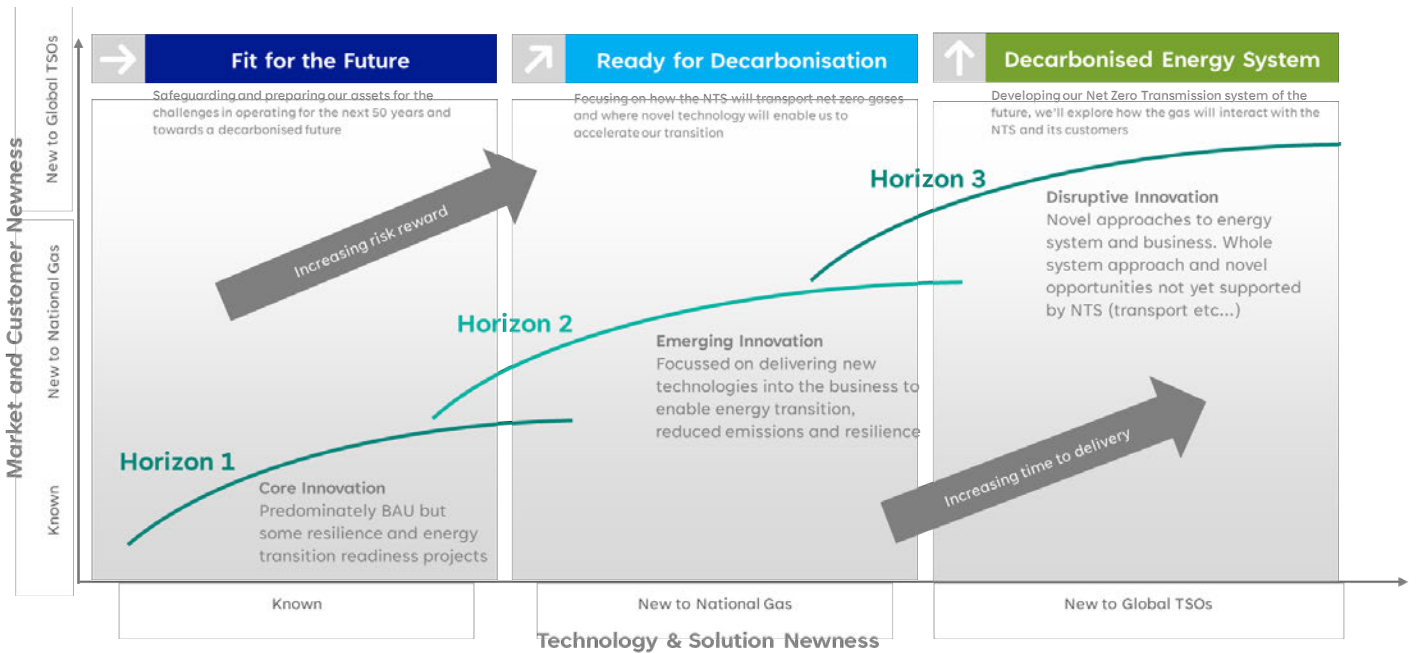 Fit for the Future
Ready for Decarbonisation
Decarbonised Energy System
Safeguarding and preparing our assets for the
challenges in operating for the next 50 years and
towards a decarbonised future
Focusing on how the NTS will transport net zero gases
and where novel technology will enable us to
accelerate our transition
Developing our Net Zero Transmission system of the
future, we'll explore how the gas will interact with the
NTS and its customers
Market and Customer Newness
New to Global TSOs
New to National Gas
Known
Increasing risk reward
Horizon 1
Core Innovation
Predominately BAU but
some resilience and energy
transition readiness projects
Horizon 2
Emerging Innovation
Focussed on delivering new
technologies into the business to
enable energy transition,
reduced emissions and resilience
Horizon 3
Disruptive Innovation
Novel approaches to energy
system and business. Whole
system approach and novel
opportunities not yet supported
by NTS (transport etc...)
Increasing time to delivery
Known
New to National Gas
New to Global TSOs
Technology & Solution Newness